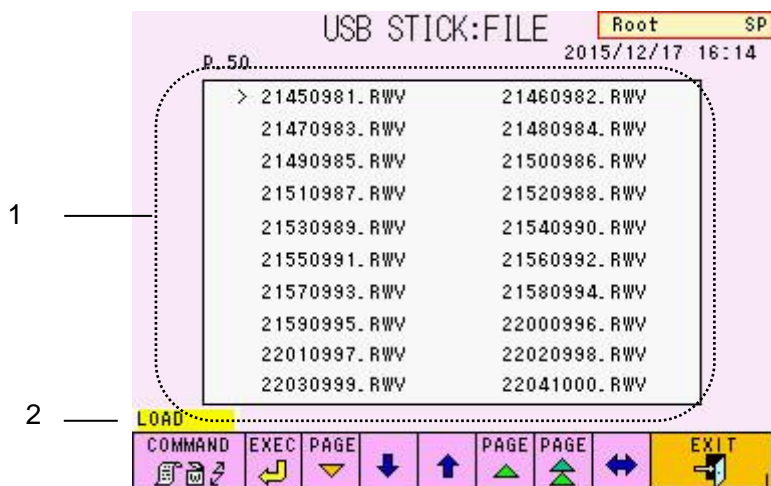 USB STICK:FILE
Root SP
2015/12/17 16:14
P. 50
1
> 21450981.RWV 21460982.RWV
21470983.RWV 21480984.RWV
21490985.RWV 21500986.RWV
21510987.RWV 21520988.RWV
21530989.RWV 21540990.RWV
21550991.RWV 21560992.RWV
21570993.RWV 21580994.RWV
21590995.RWV 22000996.RWV
22010997.RWV 22020998.RWV
22030999.RWV 22041000.RWV
2
LOAD
COMMAND EXEC PAGE PAGE PAGE EXIT